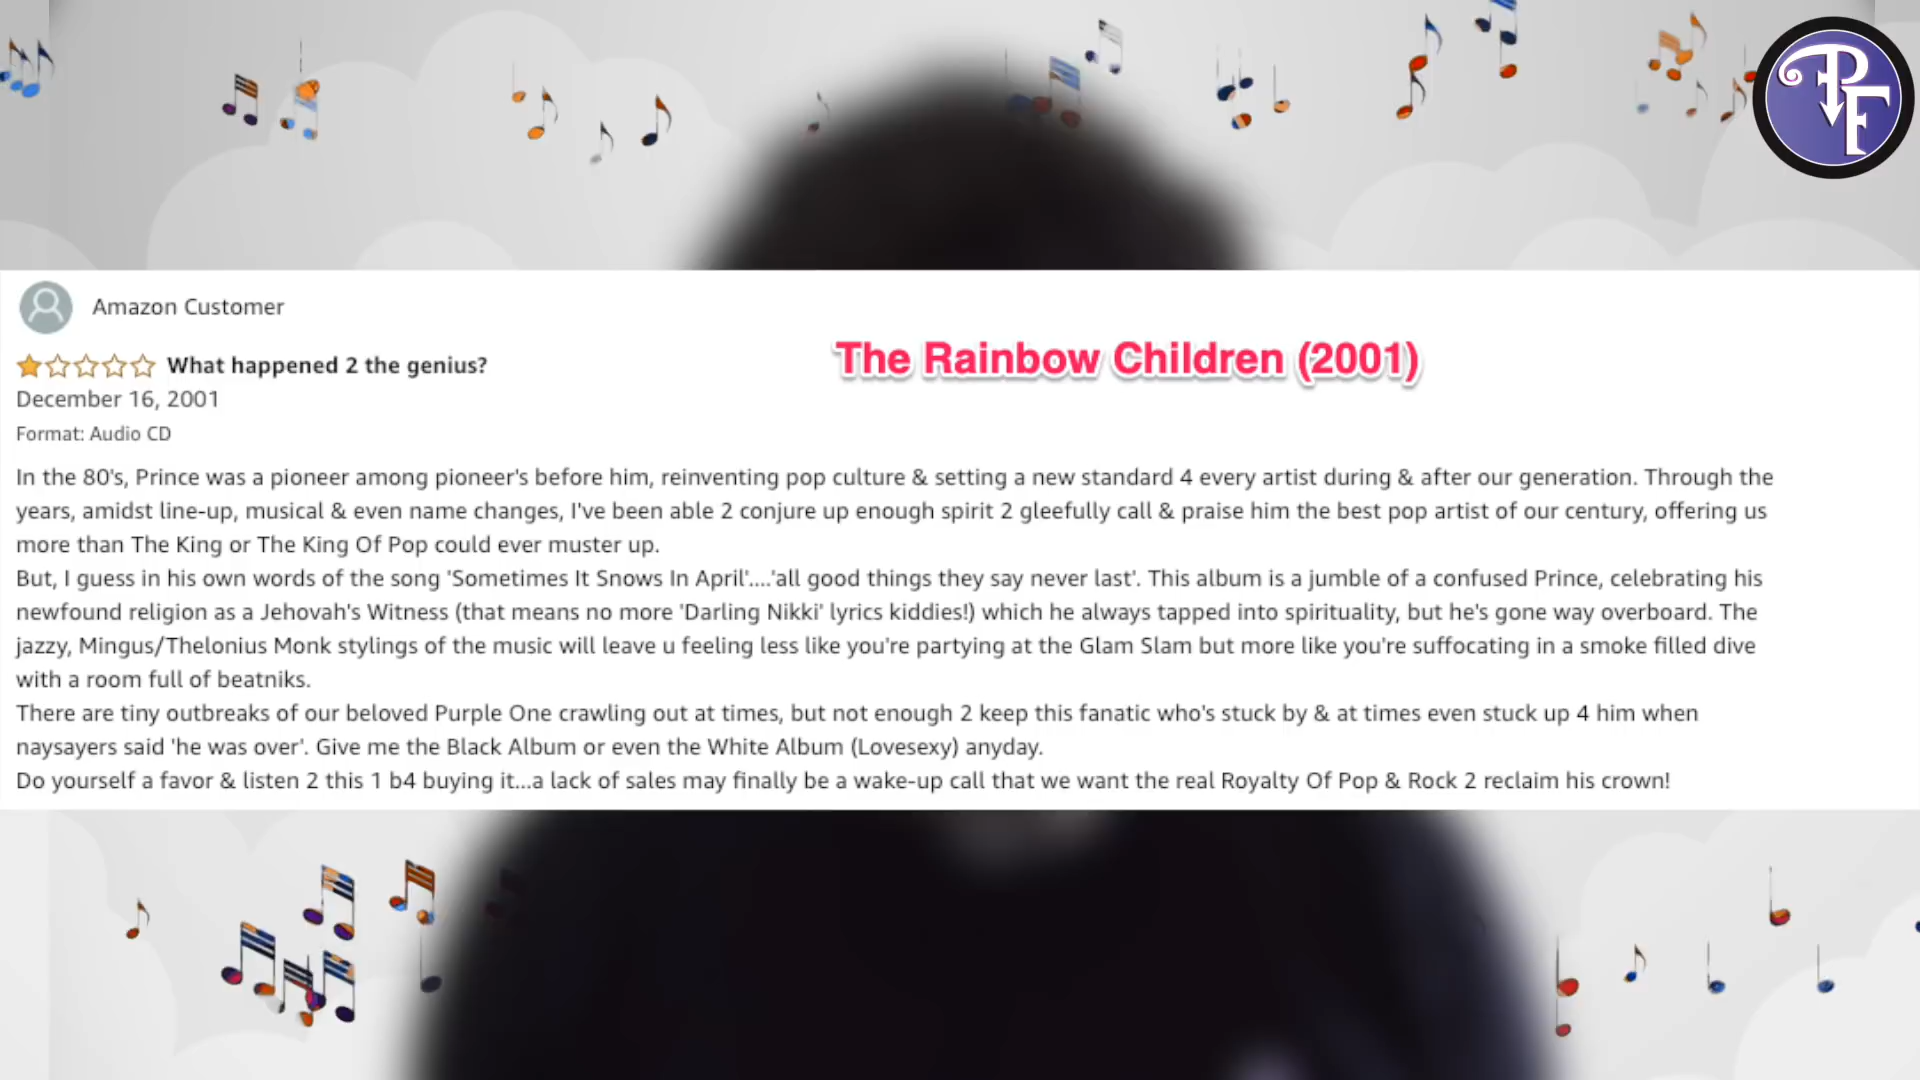 PF
Amazon Customer
The Rainbow Children (2001)
What happened 2 the genius?
December 16, 2001
Format: Audio CD
In the 80's, Prince was a pioneer among pioneer's before him, reinventing pop culture & setting a new standard 4 every artist during & after our generation. Through the
years, amidst line-up, musical & even name changes, I've been able 2 conjure up enough spirit 2 gleefully call & praise him the best pop artist of our century, offering us
more than The King or The King Of Pop could ever muster up.
But, I guess in his own words of the song 'Sometimes It Snows In April'....'all good things they say never last'. This album is a jumble of a confused Prince, celebrating his
newfound religion as a Jehovah's Witness (that means no more 'Darling Nikki' lyrics kiddies!) which he always tapped into spirituality, but he's gone way overboard. The
jazzy, Mingus/Thelonius Monk stylings of the music will leave u feeling less like you're partying at the Glam Slam but more like you're suffocating in a smoke filled dive
with a room full of beatniks.
There are tiny outbreaks of our beloved Purple One crawling out at times, but not enough 2 keep this fanatic who's stuck by & at times even stuck up 4 him when
naysayers said 'he was over'. Give me the Black Album or even the White Album (Lovesexy) anyday.
Do yourself a favor & listen 2 this 1 b4 buying it...a lack of sales may finally be a wake-up call that we want the real Royalty Of Pop & Rock 2 reclaim his crown!